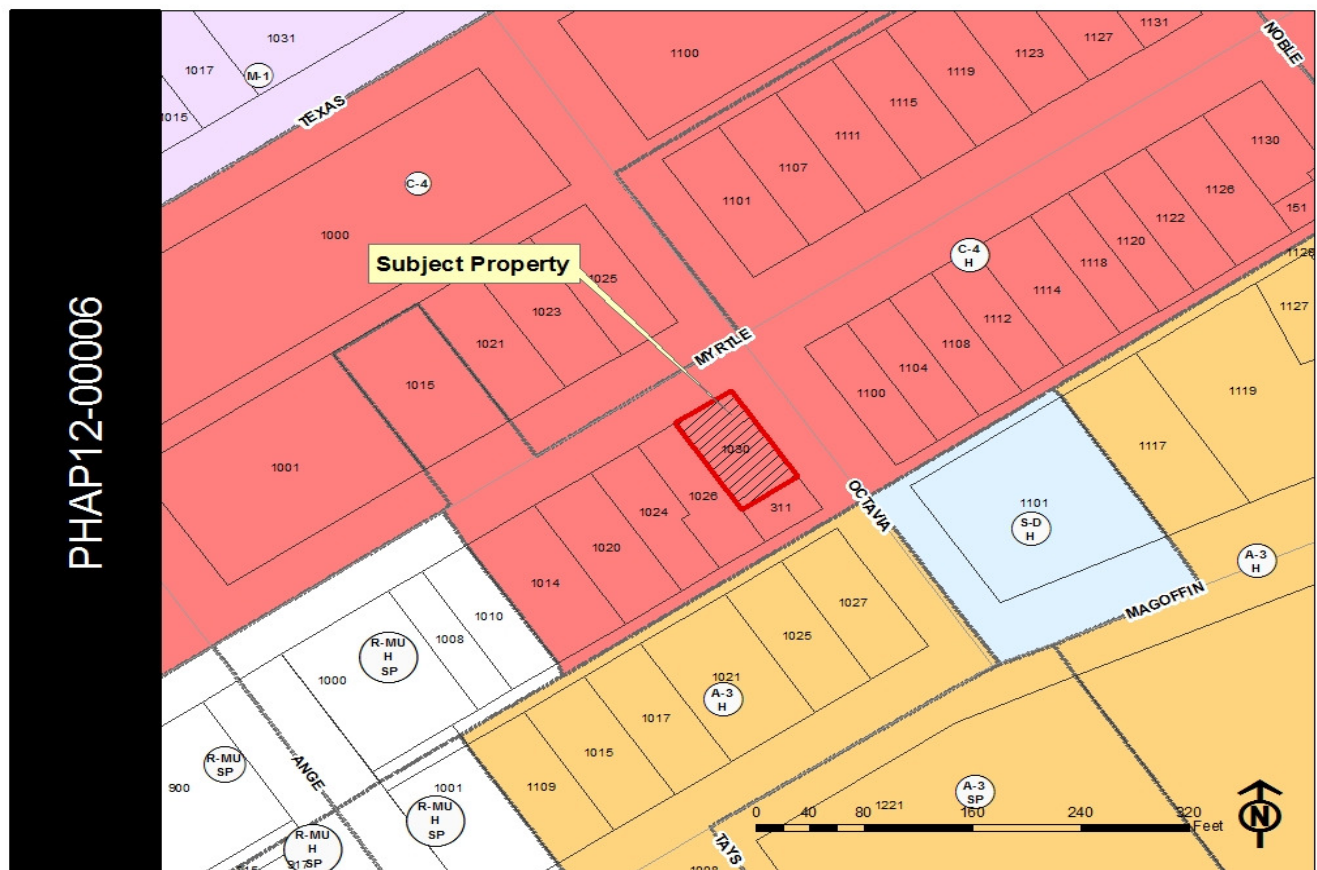 PHAP12-00006
1031
1017
M-1
1015
TEXAS
1100
1131
1127
1123
1119
1115
1111
1107
1101
NOBLE
C-4
1000
Subject Property
1025
1023
1021
1015
1001
MYRTLE
1130
1126
151
1122
1120
1118
1114
1112
1108
1104
1100
C-4
H
1127
1119
1117
1030
1026
311
1024
1020
1014
OCTAVIA
1101
S-D
H
A-3
H
MAGOFFIN
1010
1008
R-MU
H
SP
1000
1027
1025
1021
A-3
H
1017
1015
1109
R-MU
SP
900
ANGE
1001
R-MU
H
SP
R-MU
H
SP
A-3
SP
1221
TAYS
0 40 80 160 240 320
Feet
N